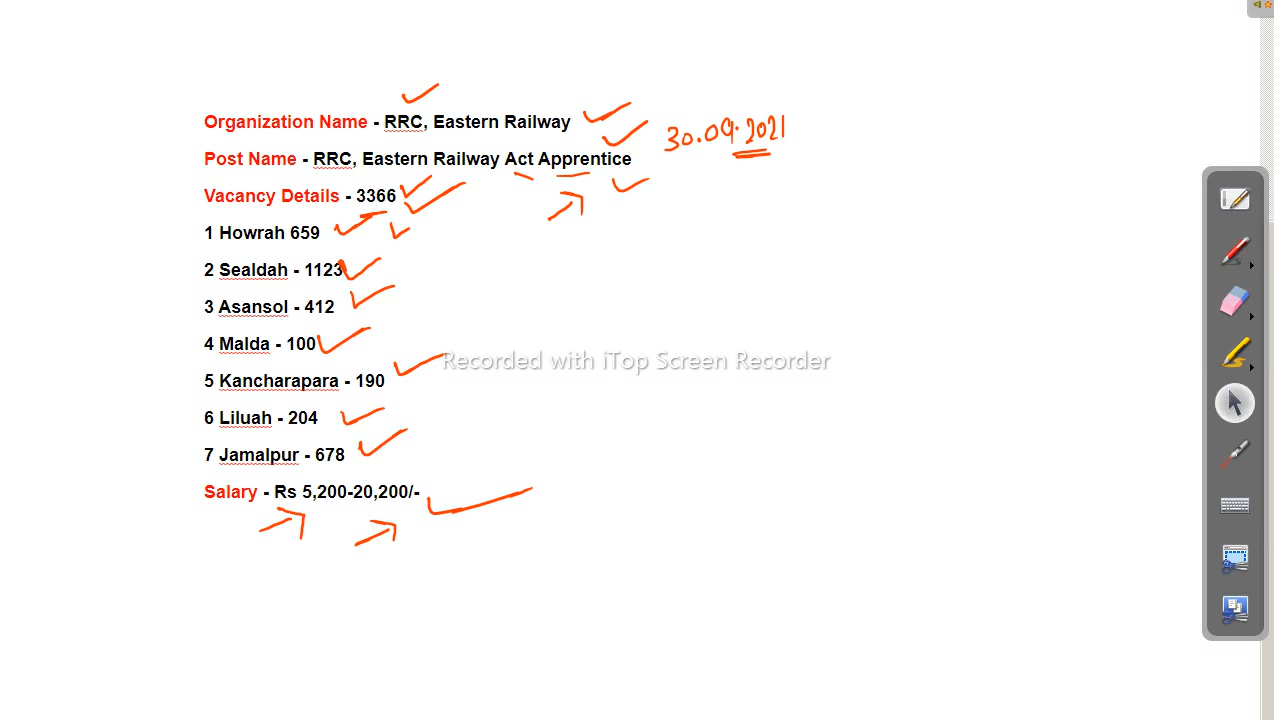 Organization Name - RRC, Eastern Railway
30.09.2021
Post Name - RRC, Eastern Railway Act Apprentice
Vacancy Details - 3366
1 Howrah 659
2 Sealdah - 1123
3 Asansol - 412
4 Malda - 100
Recorded with iTop Screen Recorder
5 Kancharapara - 190
6 Liluah - 204
7 Jamalpur - 678
Salary - Rs 5,200-20,200/-